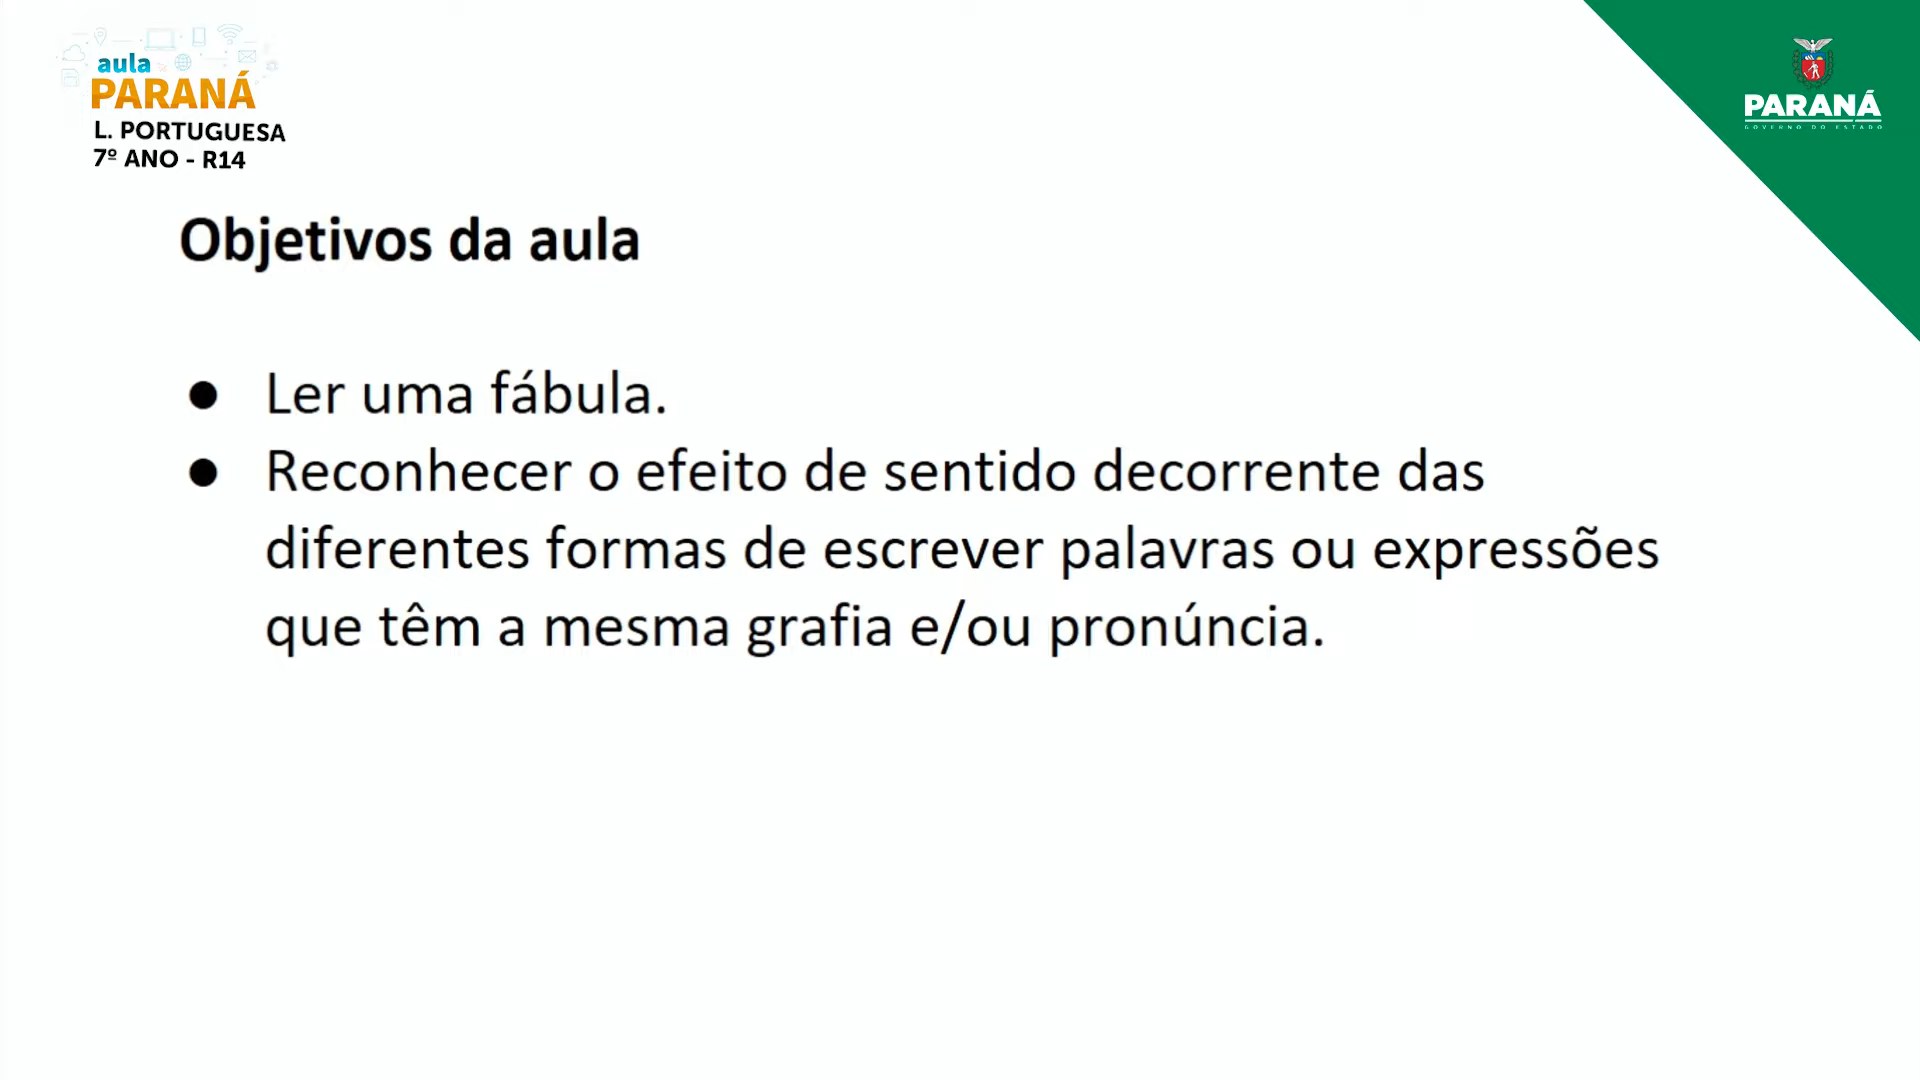 aula
PARANÁ
L. PORTUGUESA
7º ANO - R14
PARANÁ
GOVERNO DO ESTADO
Objetivos da aula
● Ler uma fábula.
● Reconhecer o efeito de sentido decorrente das
diferentes formas de escrever palavras ou expressões
que têm a mesma grafia e/ou pronúncia.